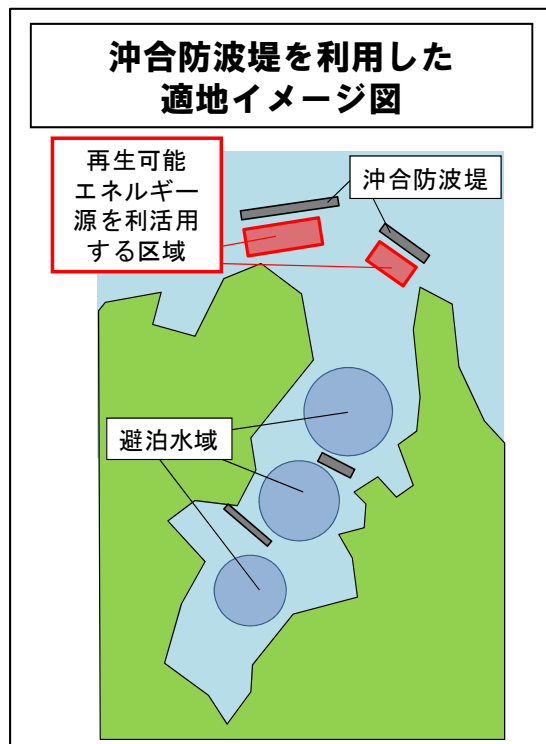 沖合防波堤を利用した
適地イメージ図
再生可能
エネルギー
源を利活用
する区域
沖合防波堤
避泊水域